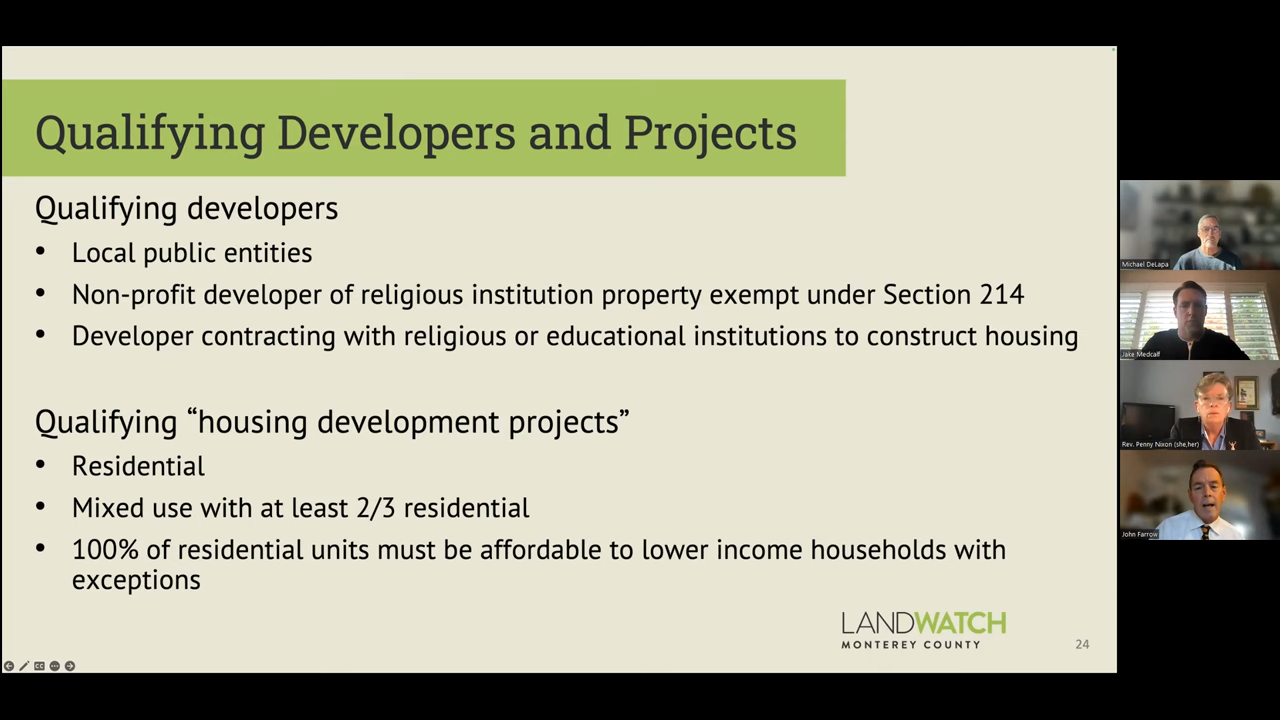 Qualifying Developers and Projects
Qualifying developers
• Local public entities
• Non-profit developer of religious institution property exempt under Section 214
• Developer contracting with religious or educational institutions to construct housing
Qualifying “housing development projects”
• Residential
• Mixed use with at least 2/3 residential
• 100% of residential units must be affordable to lower income households with
exceptions
LANDWATCH
MONTEREY COUNTY
24
Michael DeLapa
Jake Medcalf
Rev. Penny Nixon (she,her)
John Farrow